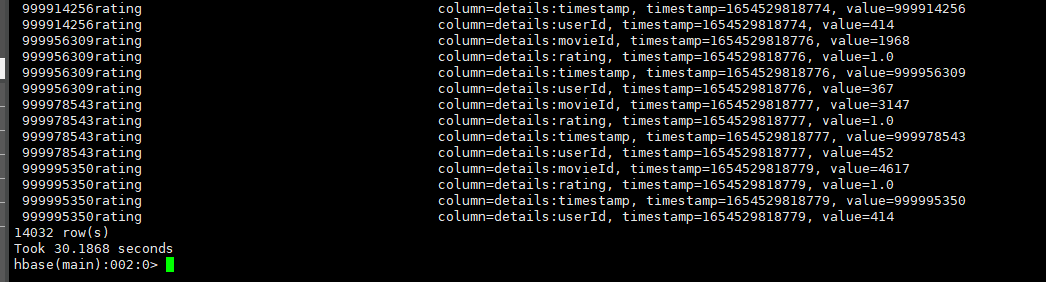 999914256rating column=details:timestamp, timestamp=1654529818774, value=999914256
999914256rating column=details:userId, timestamp=1654529818774, value=414
999956309rating column=details:movieId, timestamp=1654529818776, value=1968
999956309rating column=details:rating, timestamp=1654529818776, value=1.0
999956309rating column=details:timestamp, timestamp=1654529818776, value=999956309
999956309rating column=details:userId, timestamp=1654529818776, value=367
999978543rating column=details:movieId, timestamp=1654529818777, value=3147
999978543rating column=details:rating, timestamp=1654529818777, value=1.0
999978543rating column=details:timestamp, timestamp=1654529818777, value=999978543
999978543rating column=details:userId, timestamp=1654529818777, value=452
999995350rating column=details:movieId, timestamp=1654529818779, value=4617
999995350rating column=details:rating, timestamp=1654529818779, value=1.0
999995350rating column=details:timestamp, timestamp=1654529818779, value=999995350
999995350rating column=details:userId, timestamp=1654529818779, value=414
14032 row(s)
Took 30.1868 seconds
hbase(main):002:0>